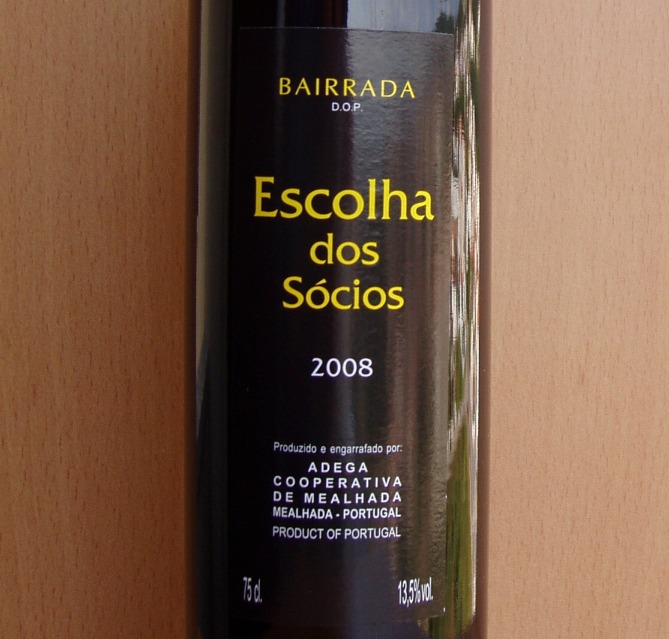 BAIRRADA
D.O.P.
Escolha
dos
Sócios
2008
Produzido e engarrafado por:
ADEGA
COOPERATIVA
DE MEALHADA
MEALHADA - PORTUGAL
PRODUCT OF PORTUGAL
75 cl. 13,5% vol.